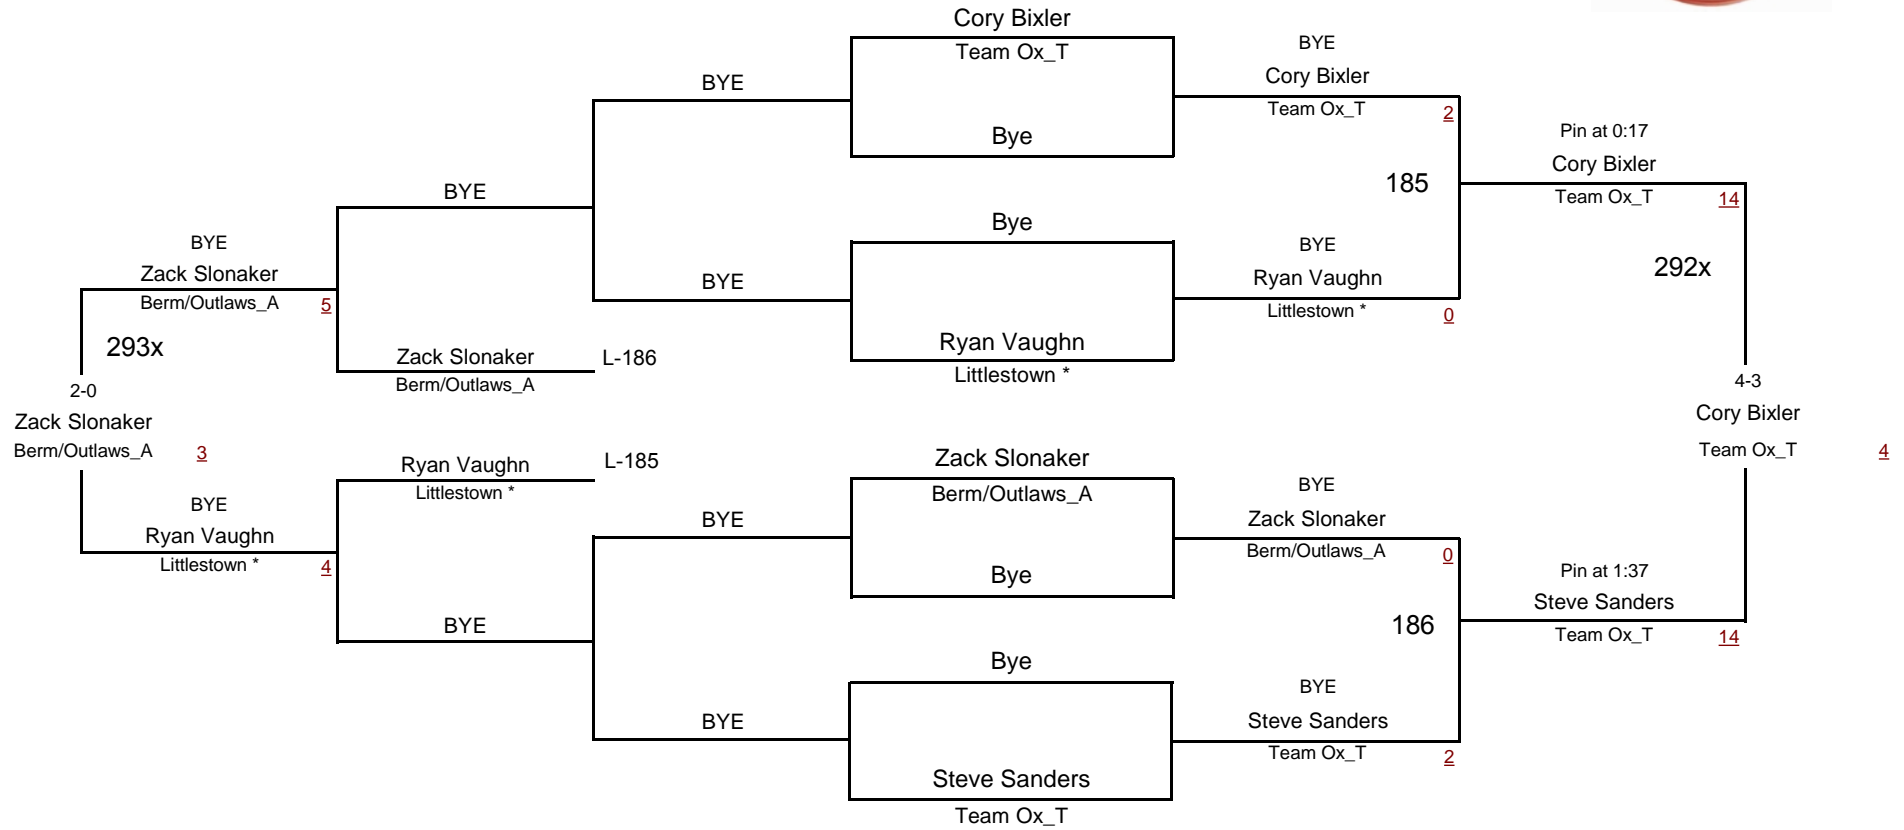 Cory Bixler
Team Ox_T
BYE
BYE
Cory Bixler
Team Ox_T
2
Bye
Pin at 0:17
Cory Bixler
Team Ox_T
14
185
BYE
Bye
BYE
Ryan Vaughn
Littlestown *
0
292x
BYE
Zack Slonaker
Berm/Outlaws_A
5
BYE
Ryan Vaughn
Littlestown *
293x
Zack Slonaker
Berm/Outlaws_A
L-186
2-0
Zack Slonaker
Berm/Outlaws_A
3
4-3
Cory Bixler
Team Ox_T
4
Ryan Vaughn
Littlestown *
L-185
Zack Slonaker
Berm/Outlaws_A
BYE
Zack Slonaker
Berm/Outlaws_A
0
BYE
Ryan Vaughn
Littlestown *
4
BYE
Bye
Pin at 1:37
Steve Sanders
Team Ox_T
14
186
BYE
Bye
BYE
Steve Sanders
Team Ox_T
2
BYE
Steve Sanders
Team Ox_T